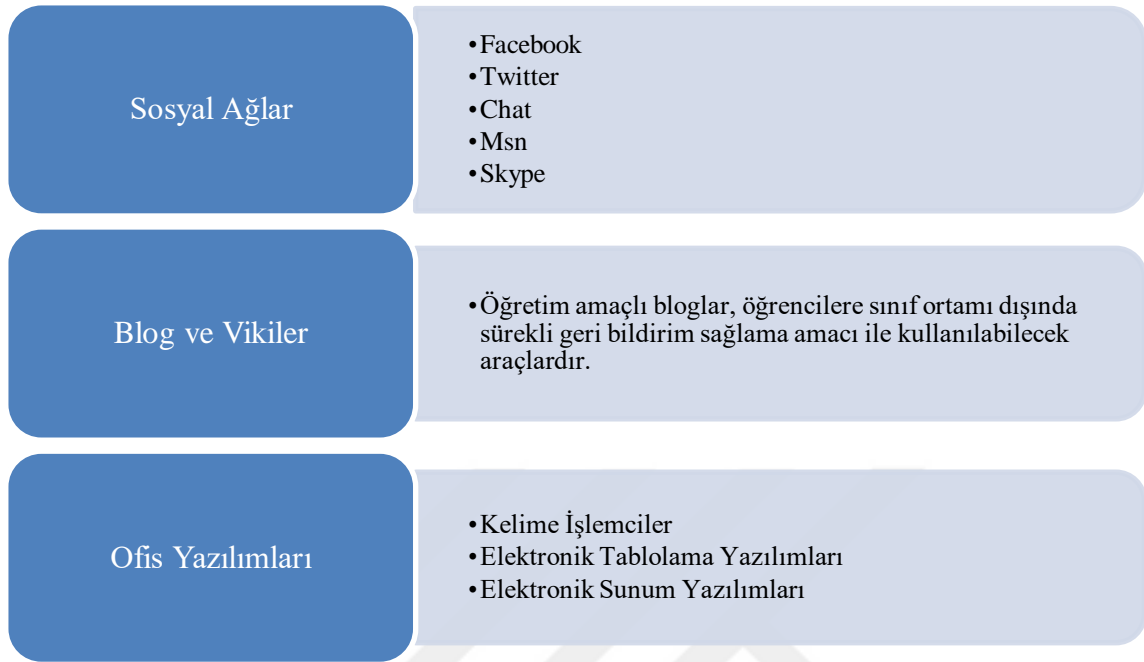 Sosyal Ağlar
•Facebook
•Twitter
•Chat
•Msn
•Skype
Blog ve Vikiler
•Öğretim amaçlı bloglar, öğrencilere sınıf ortamı dışında
sürekli geri bildirim sağlama amacı ile kullanılabilecek
araçlardır.
Ofis Yazılımları
•Kelime İşlemciler
•Elektronik Tablolama Yazılımları
•Elektronik Sunum Yazılımları